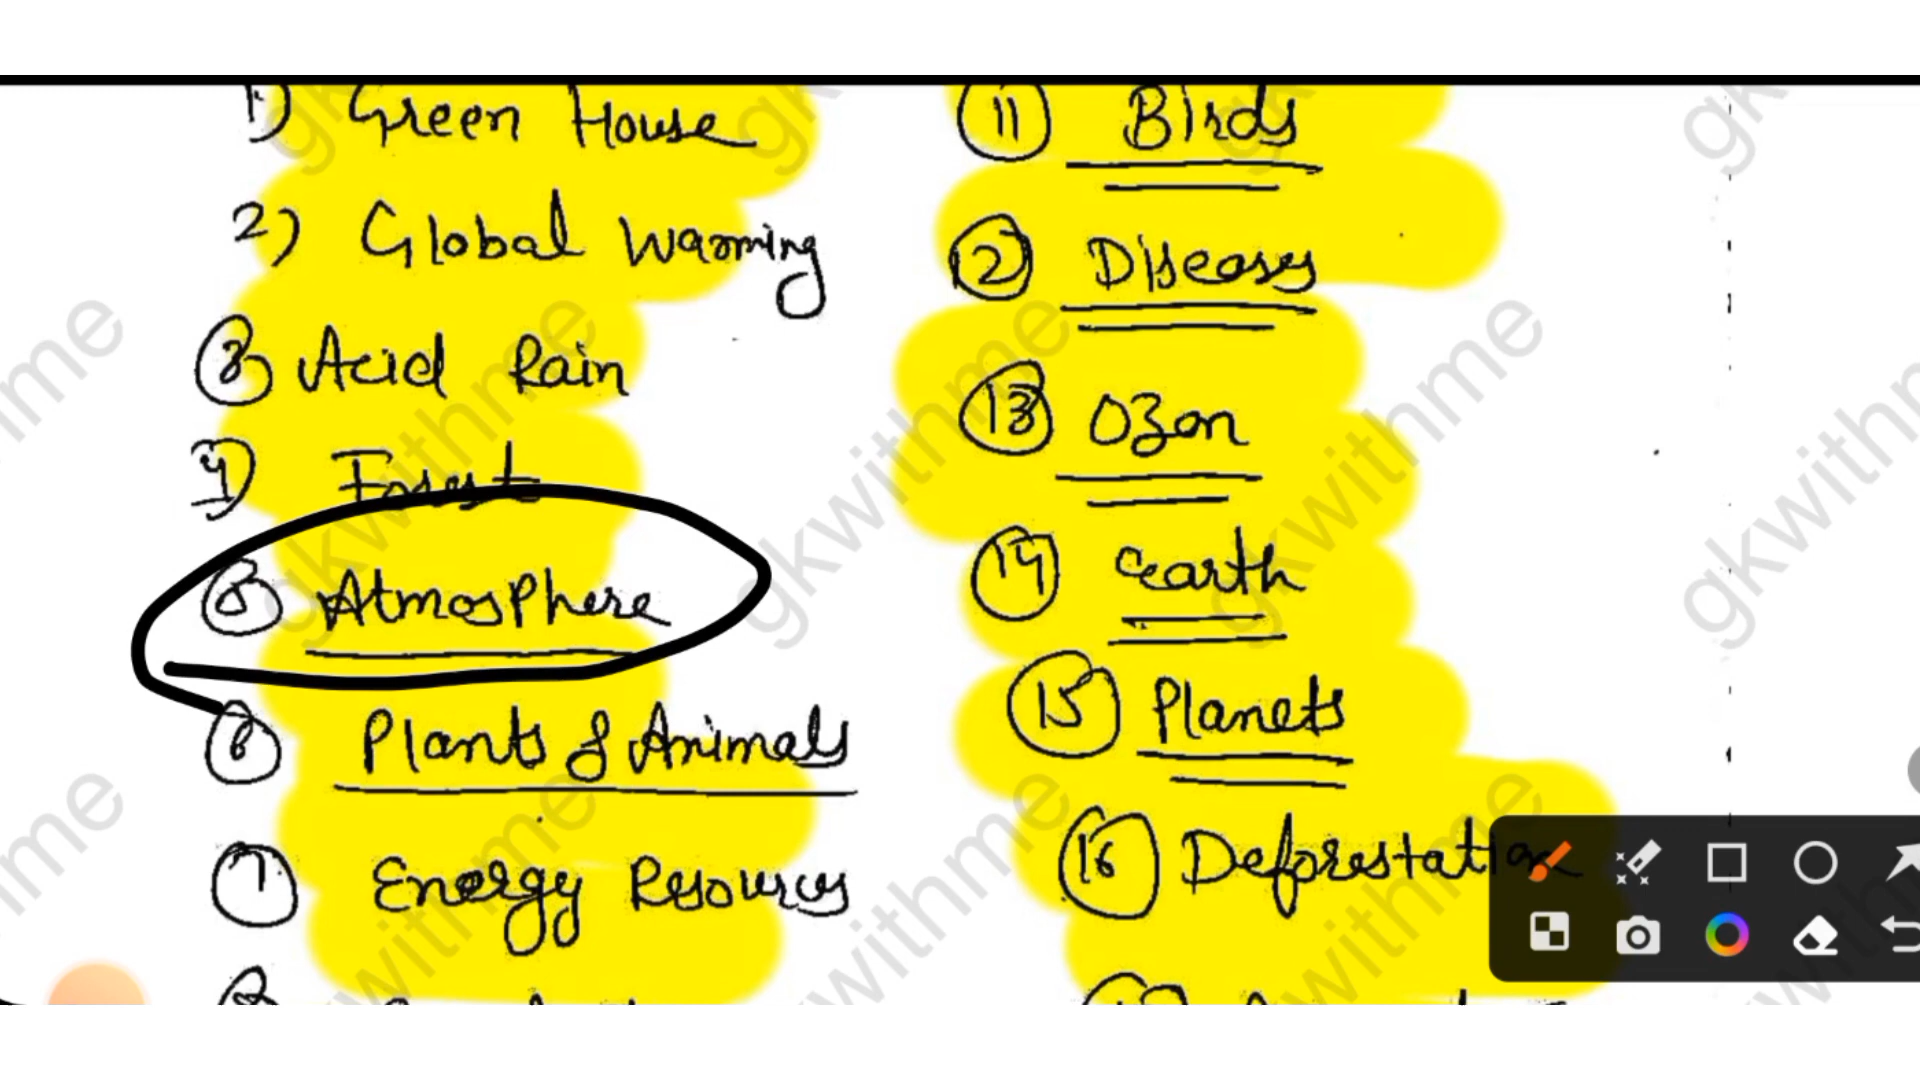 1) Green House
2) Global Warming
3 Acid Rain
4) Forest
5 Atmosphere
6 Plants & Animals
7 Energy Resources
11 Birds
12 Diseases
13 Ozon
14 earth
15 Planets
16 Deforestation
gkwithme